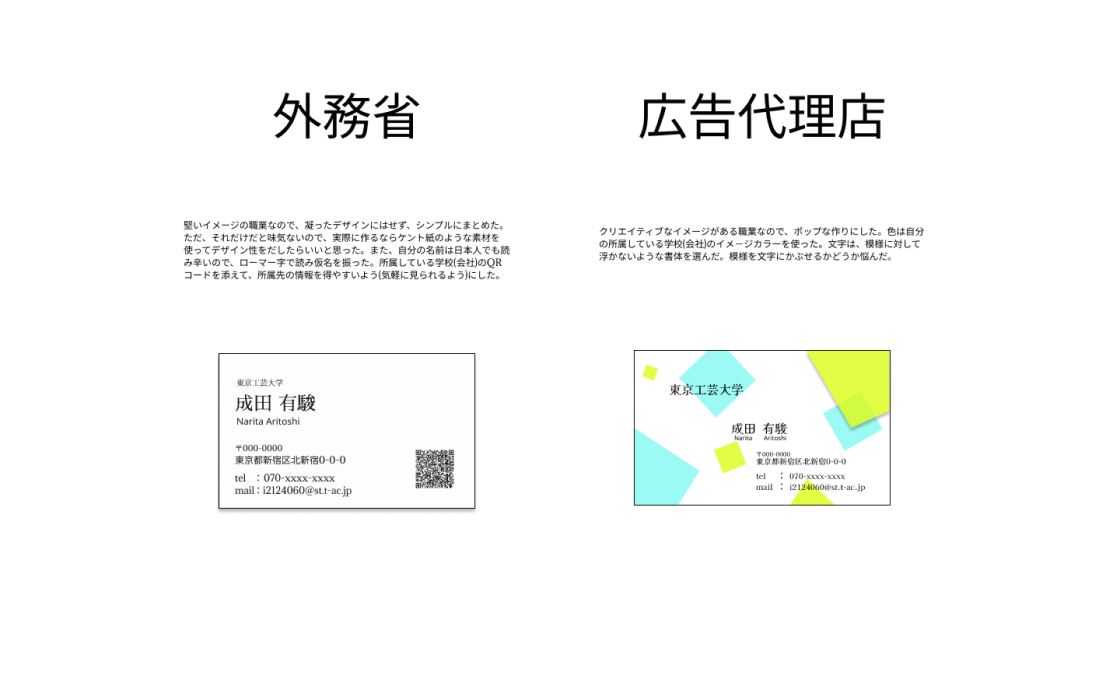 外務省
堅いイメージの職業なので、凝ったデザインにはせず、シンプルにまとめた。
ただ、それだけだと味気ないので、実際に作るならケント紙のような素材を
使ってデザイン性をだしたらいいと思った。また、自分の名前は日本人でも読
み辛いので、ローマー字で読み仮名を振った。所属している学校(会社)のQR
コードを添えて、所属先の情報を得やすいよう(気軽に見られるよう)にした。
東京工芸大学
成田 有駿
Narita Aritoshi
〒000-0000
東京都新宿区北新宿0-0-0
tel ：070-xxxx-xxxx
mail：i2124060@st.t-ac.jp
広告代理店
クリエイティブなイメージがある職業なので、ポップな作りにした。色は自分
の所属している学校(会社)のイメージカラーを使った。文字は、模様に対して
浮かないような書体を選んだ。模様を文字にかぶせるかどうか悩んだ。
東京工芸大学
成田 有駿
Narita Aritoshi
〒000-0000
東京都新宿区北新宿0-0-0
tel ： 070-xxxx-xxxx
mail ： i2124060@st.t-ac.jp